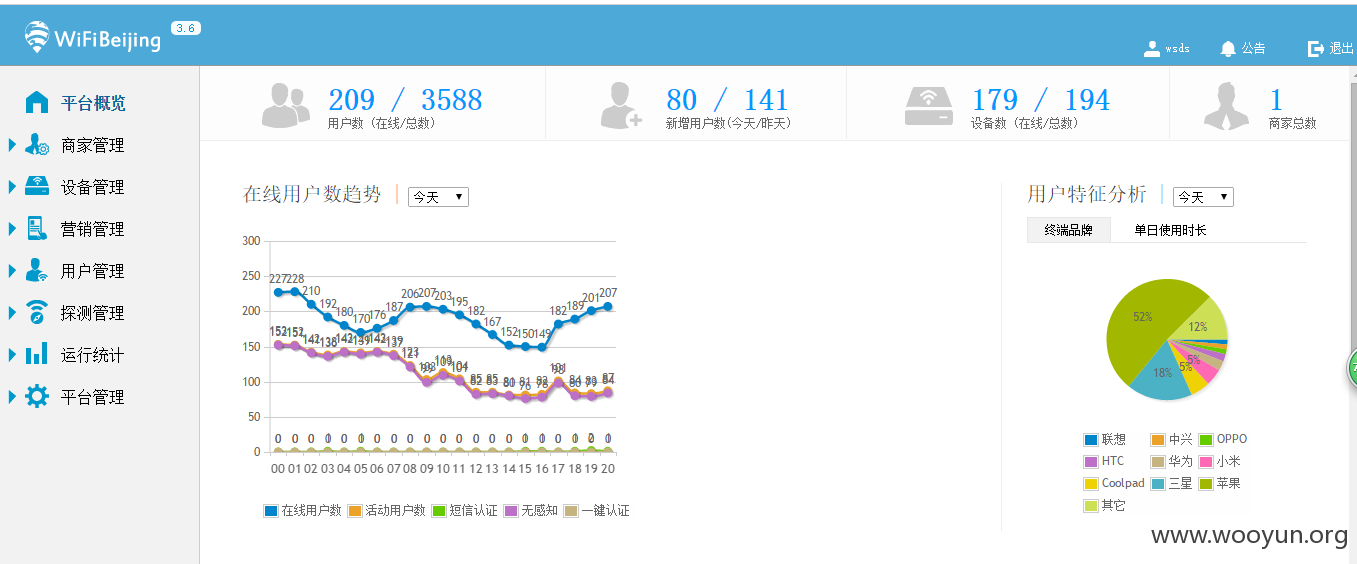 WiFiBeijing 3.6
wsds 公告 退出
平台概览
商家管理
设备管理
营销管理
用户管理
探测管理
运行统计
平台管理
209 / 3588
用户数（在线/总数）
80 / 141
新增用户数(今天/昨天)
179 / 194
设备数（在线/总数）
1
商家总数
在线用户数趋势 今天
300
250
200
150
100
50
0
227 228 210 192 180 170 176 187 206 207 203 195 182 167 152 150 149 182 189 201 207
00 01 02 03 04 05 06 07 08 09 10 11 12 13 14 15 16 17 18 19 20
在线用户数 活动用户数 短信认证 无感知 一键认证
用户特征分析 今天
终端品牌 单日使用时长
52%
12%
5%
5%
18%
联想 中兴 OPPO
HTC 华为 小米
Coolpad 三星 苹果
其它
www.wooyun.org